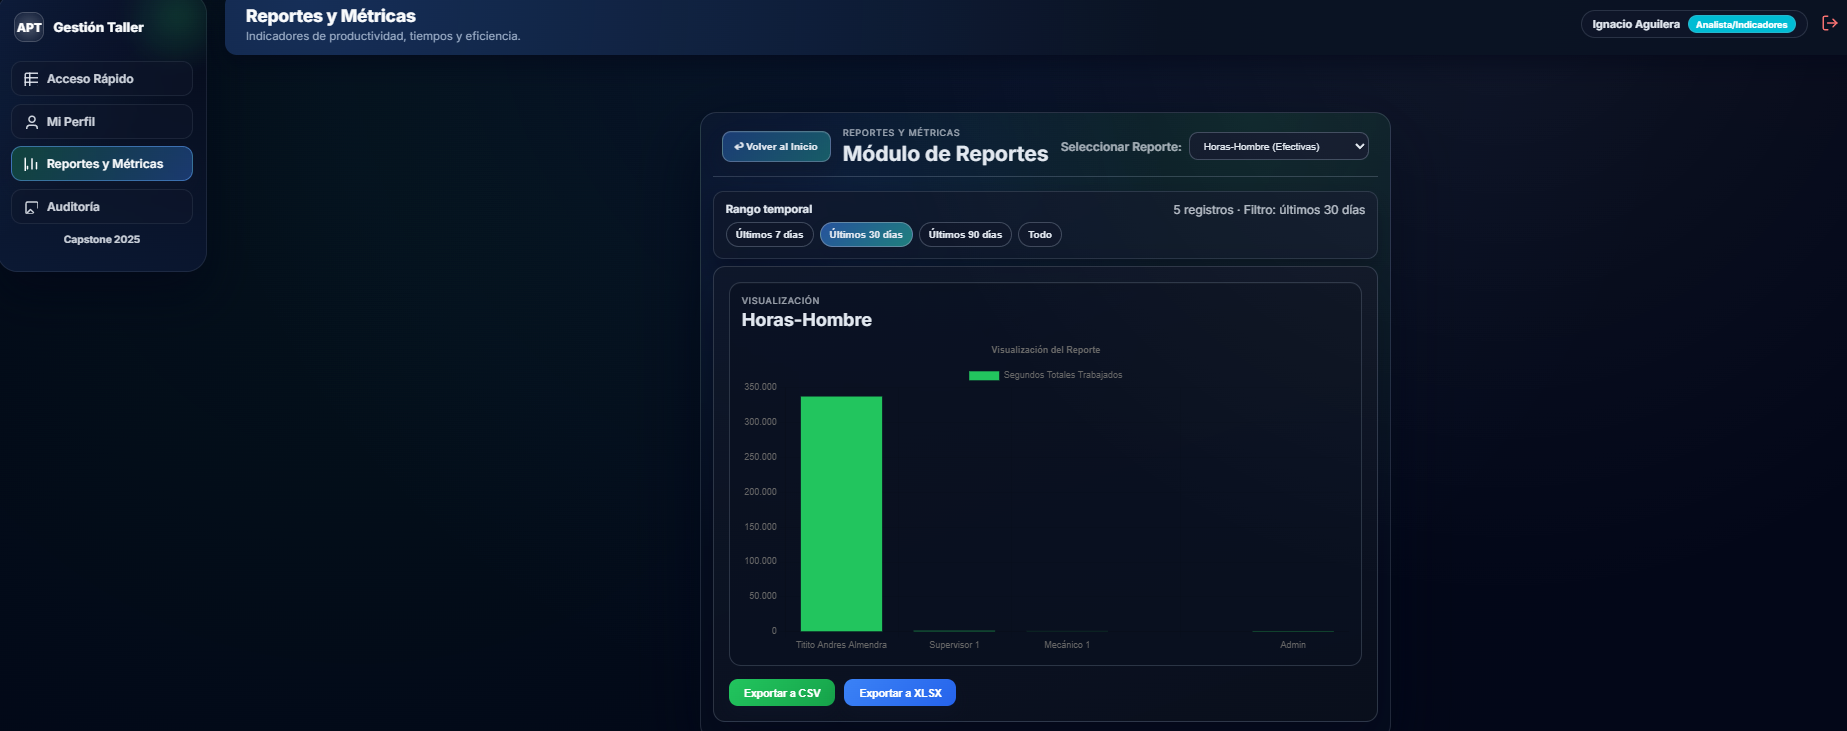 APT Gestión Taller
Acceso Rápido
Mi Perfil
Reportes y Métricas
Auditoría
Capstone 2025
Reportes y Métricas
Indicadores de productividad, tiempos y eficiencia.
Ignacio Aguilera Analista/Indicadores
Volver al Inicio
REPORTES Y MÉTRICAS
Módulo de Reportes
Seleccionar Reporte: Horas-Hombre (Efectivas)
Rango temporal
5 registros · Filtro: últimos 30 días
Últimos 7 días Últimos 30 días Últimos 90 días Todo
VISUALIZACIÓN
Horas-Hombre
Visualización del Reporte
Segundos Totales Trabajados
350.000
300.000
250.000
200.000
150.000
100.000
50.000
0
Titito Andres Almendra Supervisor 1 Mecánico 1 Admin
Exportar a CSV Exportar a XLSX